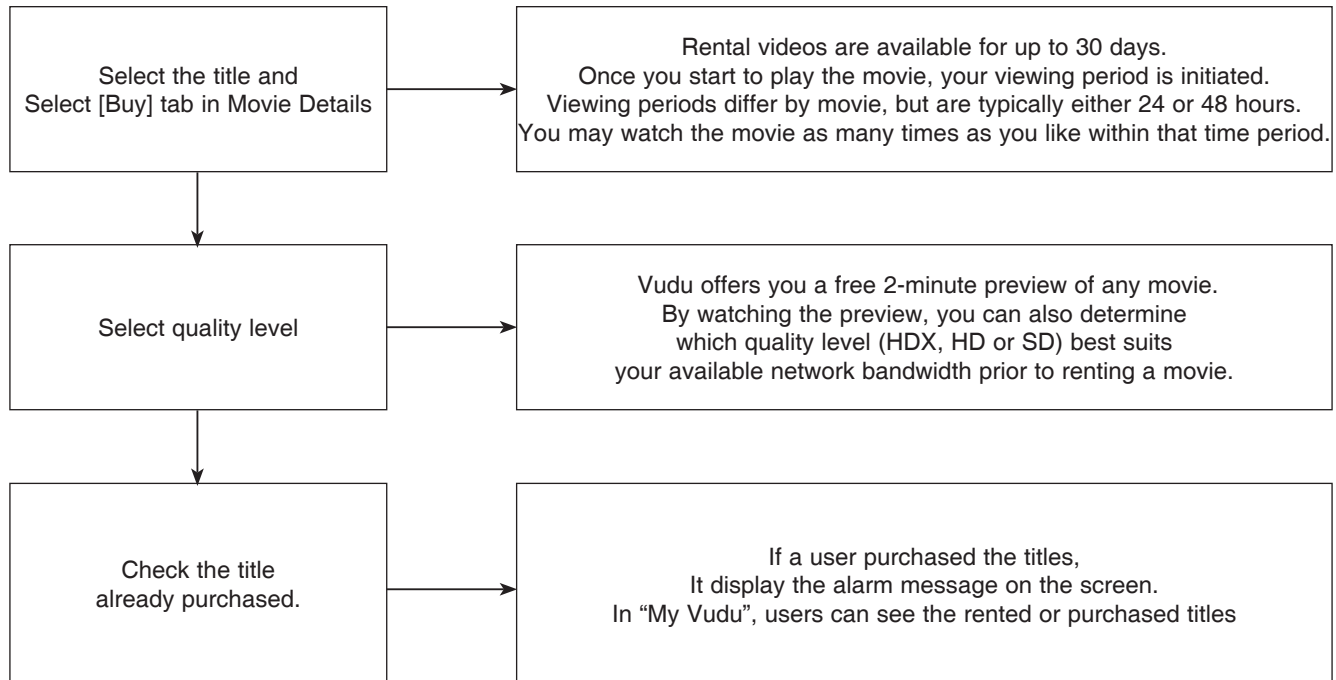 Select the title and
Select [Buy] tab in Movie Details
Rental videos are available for up to 30 days.
Once you start to play the movie, your viewing period is initiated.
Viewing periods differ by movie, but are typically either 24 or 48 hours.
You may watch the movie as many times as you like within that time period.
Select quality level
Vudu offers you a free 2-minute preview of any movie.
By watching the preview, you can also determine
which quality level (HDX, HD or SD) best suits
your available network bandwidth prior to renting a movie.
Check the title
already purchased.
If a user purchased the titles,
It display the alarm message on the screen.
In “My Vudu”, users can see the rented or purchased titles